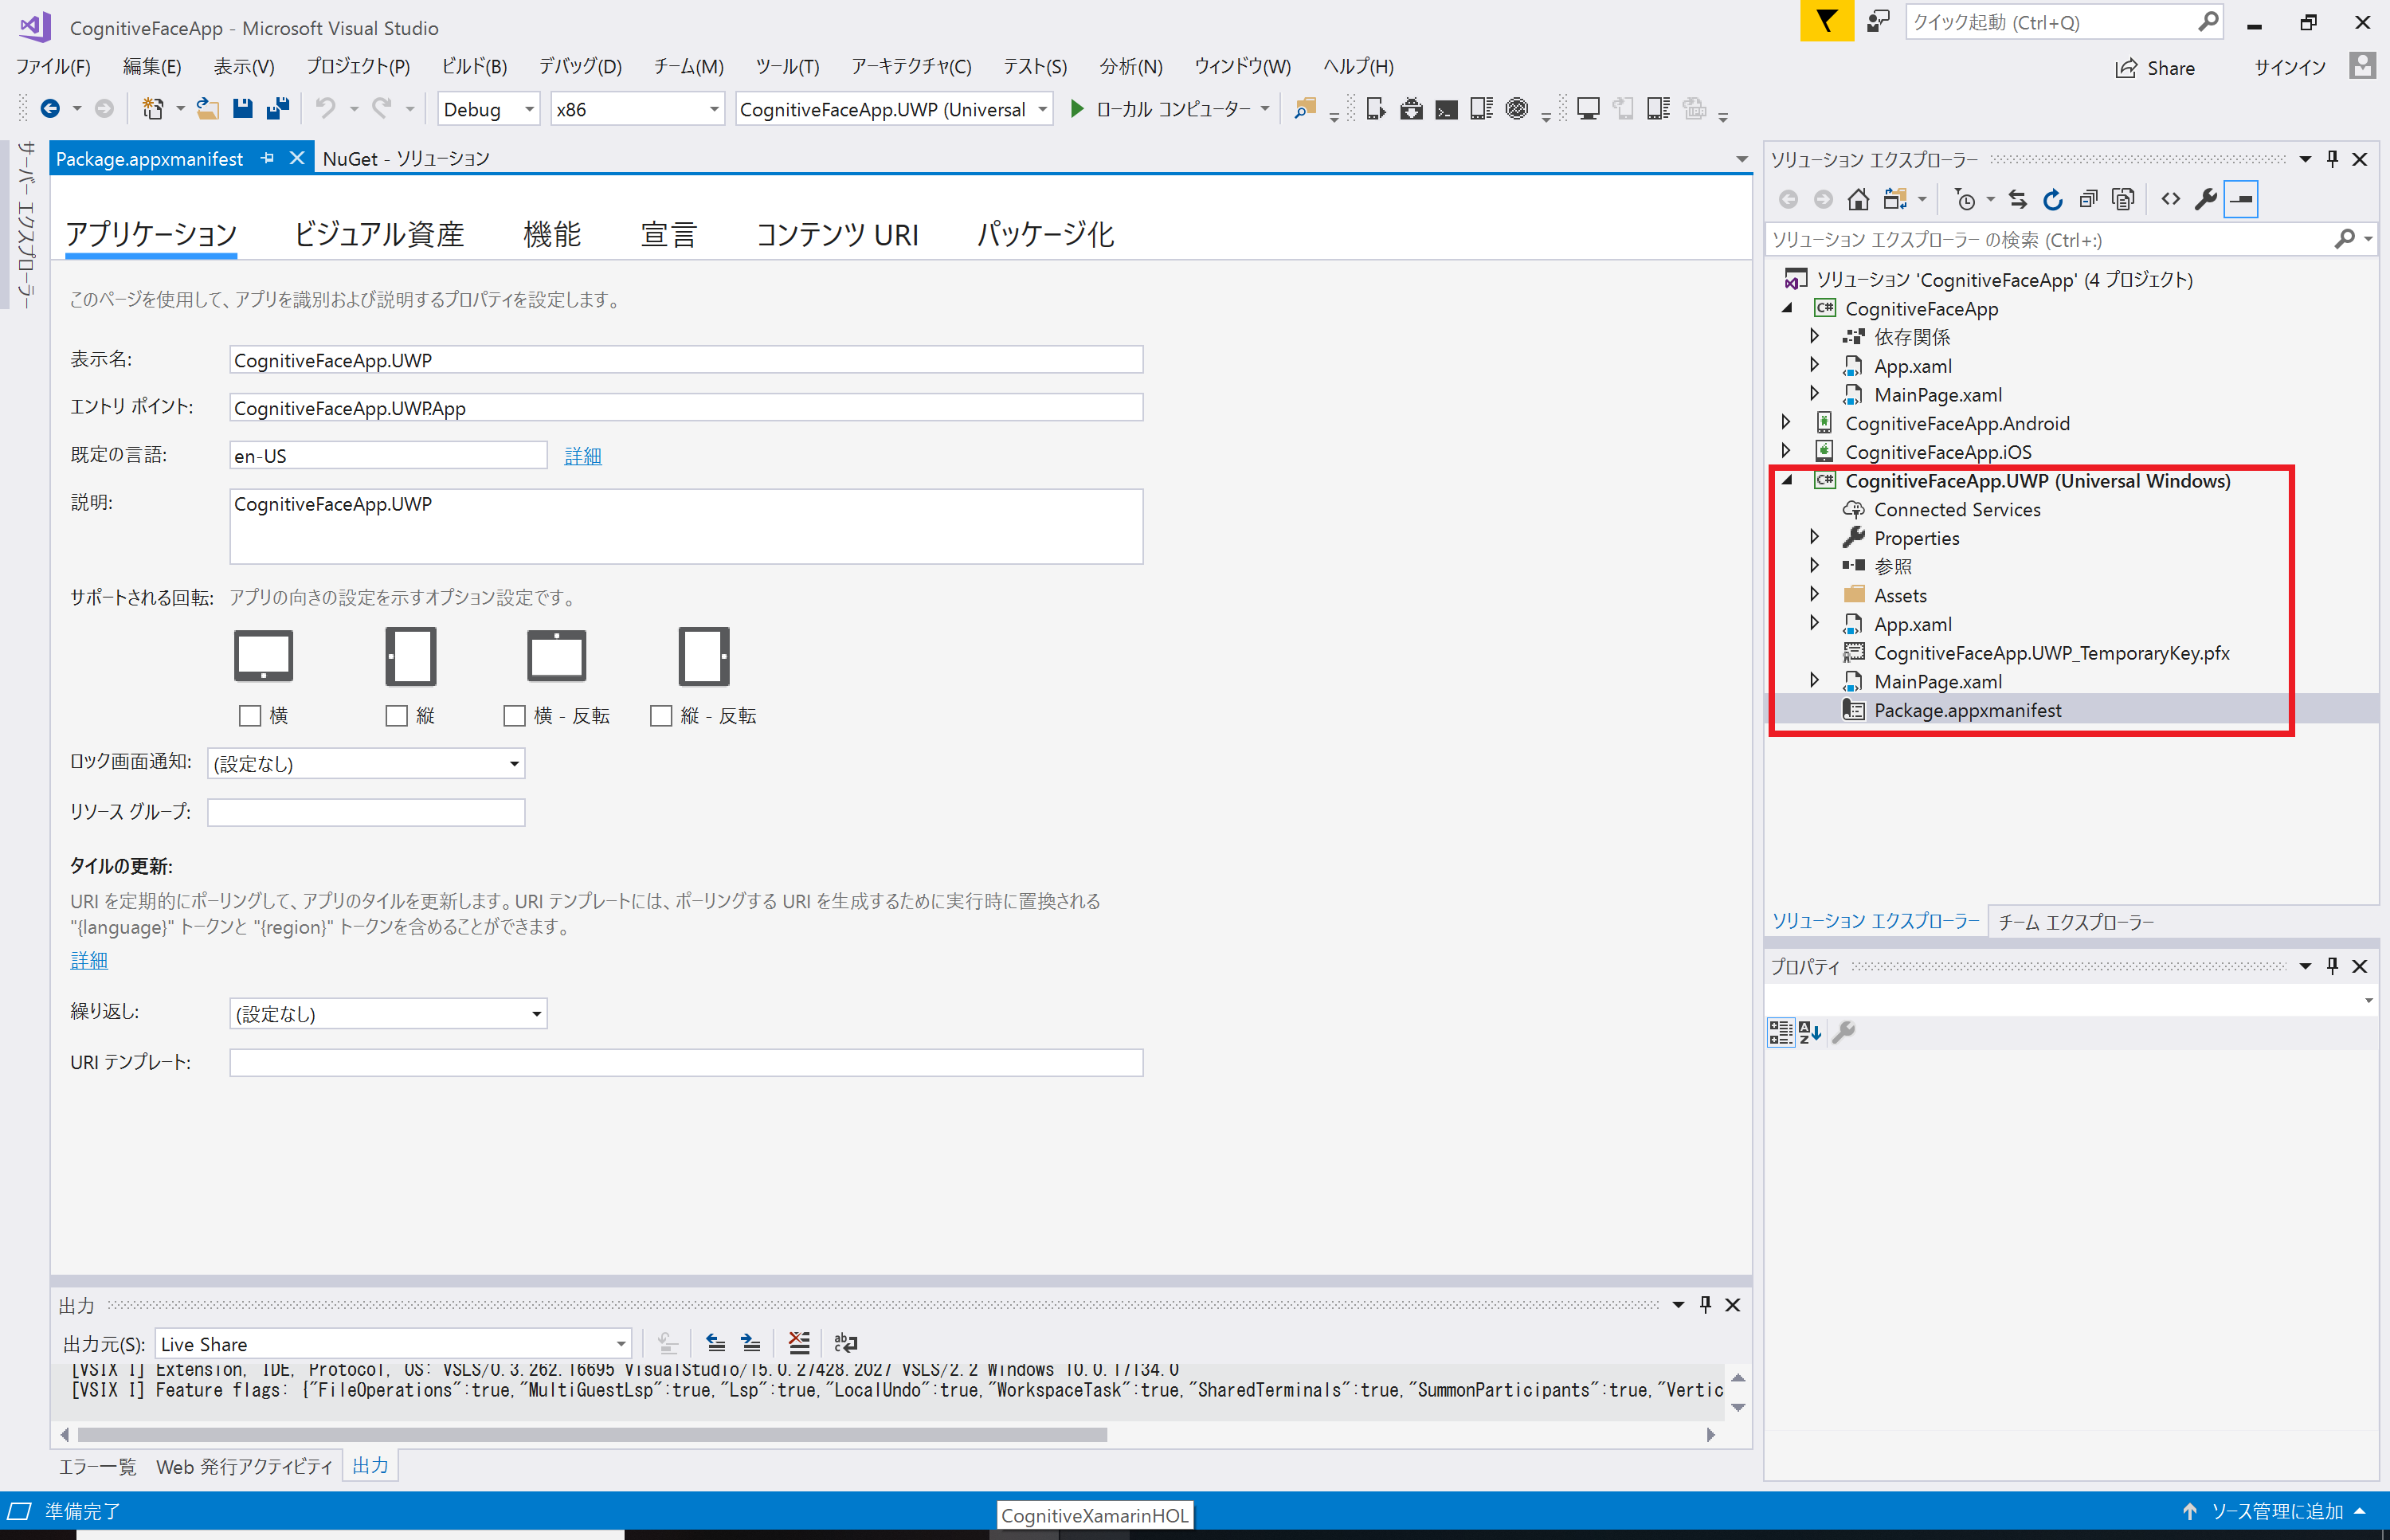 CognitiveFaceApp - Microsoft Visual Studio
クイック起動 (Ctrl+Q)
ファイル(F) 編集(E) 表示(V) プロジェクト(P) ビルド(B) デバッグ(D) チーム(M) ツール(T) アーキテクチャ(C) テスト(S) 分析(N) ウィンドウ(W) ヘルプ(H)
Share サインイン
Debug x86 CognitiveFaceApp.UWP (Universal ローカル コンピューター
サーバー エクスプローラー
Package.appxmanifest NuGet - ソリューション
アプリケーション ビジュアル資産 機能 宣言 コンテンツ URI パッケージ化
このページを使用して、アプリを識別および説明するプロパティを設定します。
表示名: CognitiveFaceApp.UWP
エントリ ポイント: CognitiveFaceApp.UWP.App
既定の言語: en-US 詳細
説明: CognitiveFaceApp.UWP
サポートされる回転: アプリの向きの設定を示すオプション設定です。
横 縦 横 - 反転 縦 - 反転
ロック画面通知: (設定なし)
リソース グループ:
タイルの更新:
URI を定期的にポーリングして、アプリのタイルを更新します。URI テンプレートには、ポーリングする URI を生成するために実行時に置換される
"{language}" トークンと "{region}" トークンを含めることができます。
詳細
繰り返し: (設定なし)
URI テンプレート:
出力
出力元(S): Live Share
[VSIX I] Extension, IDE, Protocol, OS: VSLS/0.3.262.16695 VisualStudio/15.0.27428.2027 VSLS/2.2 Windows 10.0.17134.0
[VSIX I] Feature flags: {"FileOperations":true,"MultiGuestLsp":true,"Lsp":true,"LocalUndo":true,"WorkspaceTask":true,"SharedTerminals":true,"SummonParticipants":true,"Vertic
エラー一覧 Web 発行アクティビティ 出力
ソリューション エクスプローラー
ソリューション エクスプローラー の検索 (Ctrl+:)
ソリューション 'CognitiveFaceApp' (4 プロジェクト)
C# CognitiveFaceApp
依存関係
App.xaml
MainPage.xaml
CognitiveFaceApp.Android
CognitiveFaceApp.iOS
C# CognitiveFaceApp.UWP (Universal Windows)
Connected Services
Properties
参照
Assets
App.xaml
CognitiveFaceApp.UWP_TemporaryKey.pfx
MainPage.xaml
Package.appxmanifest
ソリューション エクスプローラー チーム エクスプローラー
プロパティ
準備完了
CognitiveXamarinHOL
ソース管理に追加